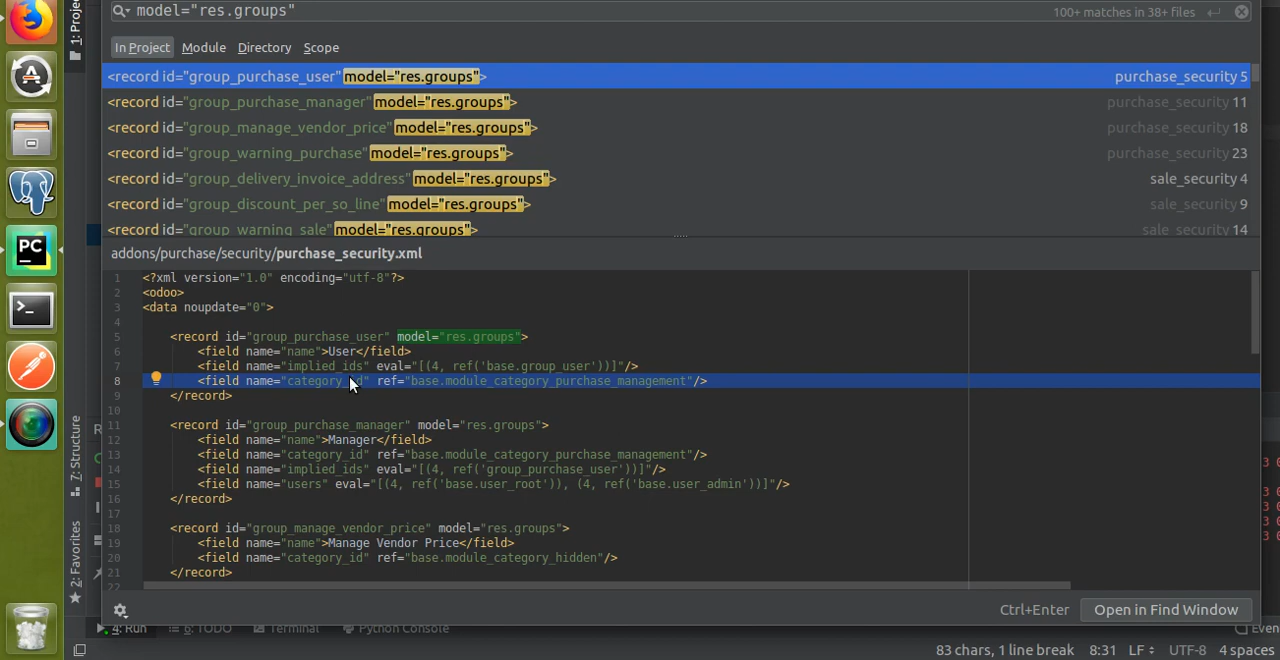 model="res.groups"
100+ matches in 38+ files
In Project Module Directory Scope
<record id="group_purchase_user" model="res.groups"> purchase_security 5
<record id="group_purchase_manager" model="res.groups"> purchase_security 11
<record id="group_manage_vendor_price" model="res.groups"> purchase_security 18
<record id="group_warning_purchase" model="res.groups"> purchase_security 23
<record id="group_delivery_invoice_address" model="res.groups"> sale_security 4
<record id="group_discount_per_so_line" model="res.groups"> sale_security 9
<record id="group_warning_sale" model="res.groups"> sale_security 14
addons/purchase/security/purchase_security.xml
1 <?xml version="1.0" encoding="utf-8"?>
2 <odoo>
3 <data noupdate="0">
4
5 <record id="group_purchase_user" model="res.groups">
6 <field name="name">User</field>
7 <field name="implied_ids" eval="[(4, ref('base.group_user'))]"/>
8 <field name="category_id" ref="base.module_category_purchase_management"/>
9 </record>
10
11 <record id="group_purchase_manager" model="res.groups">
12 <field name="name">Manager</field>
13 <field name="category_id" ref="base.module_category_purchase_management"/>
14 <field name="implied_ids" eval="[(4, ref('group_purchase_user'))]"/>
15 <field name="users" eval="[(4, ref('base.user_root')), (4, ref('base.user_admin'))]"/>
16 </record>
17
18 <record id="group_manage_vendor_price" model="res.groups">
19 <field name="name">Manage Vendor Price</field>
20 <field name="category_id" ref="base.module_category_hidden"/>
21 </record>
22
Ctrl+Enter Open in Find Window
1: Proje
7: Structure
2: Favorites
PC
4: Run 6: TODO Terminal Python Console Even
83 chars, 1 line break 8:31 LF UTF-8 4 spaces